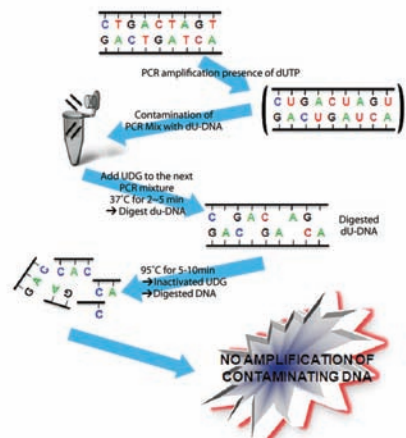 C T G A C T A G T
G A C T G A T C A
PCR amplification presence of dUTP
C U G A C U A G U
G A C U G A U C A
Contamination of
PCR Mix with dU-DNA
Add UDG to the next
PCR mixture
37°C for 2~5 min
→ Digest du-DNA
C G A C A G
G A C G A C A
Digested
dU-DNA
95°C for 5-10min
→Inactivated UDG
→Digested DNA
G A C
C A C
G A
C A
C
NO AMPLIFICATION OF
CONTAMINATING DNA